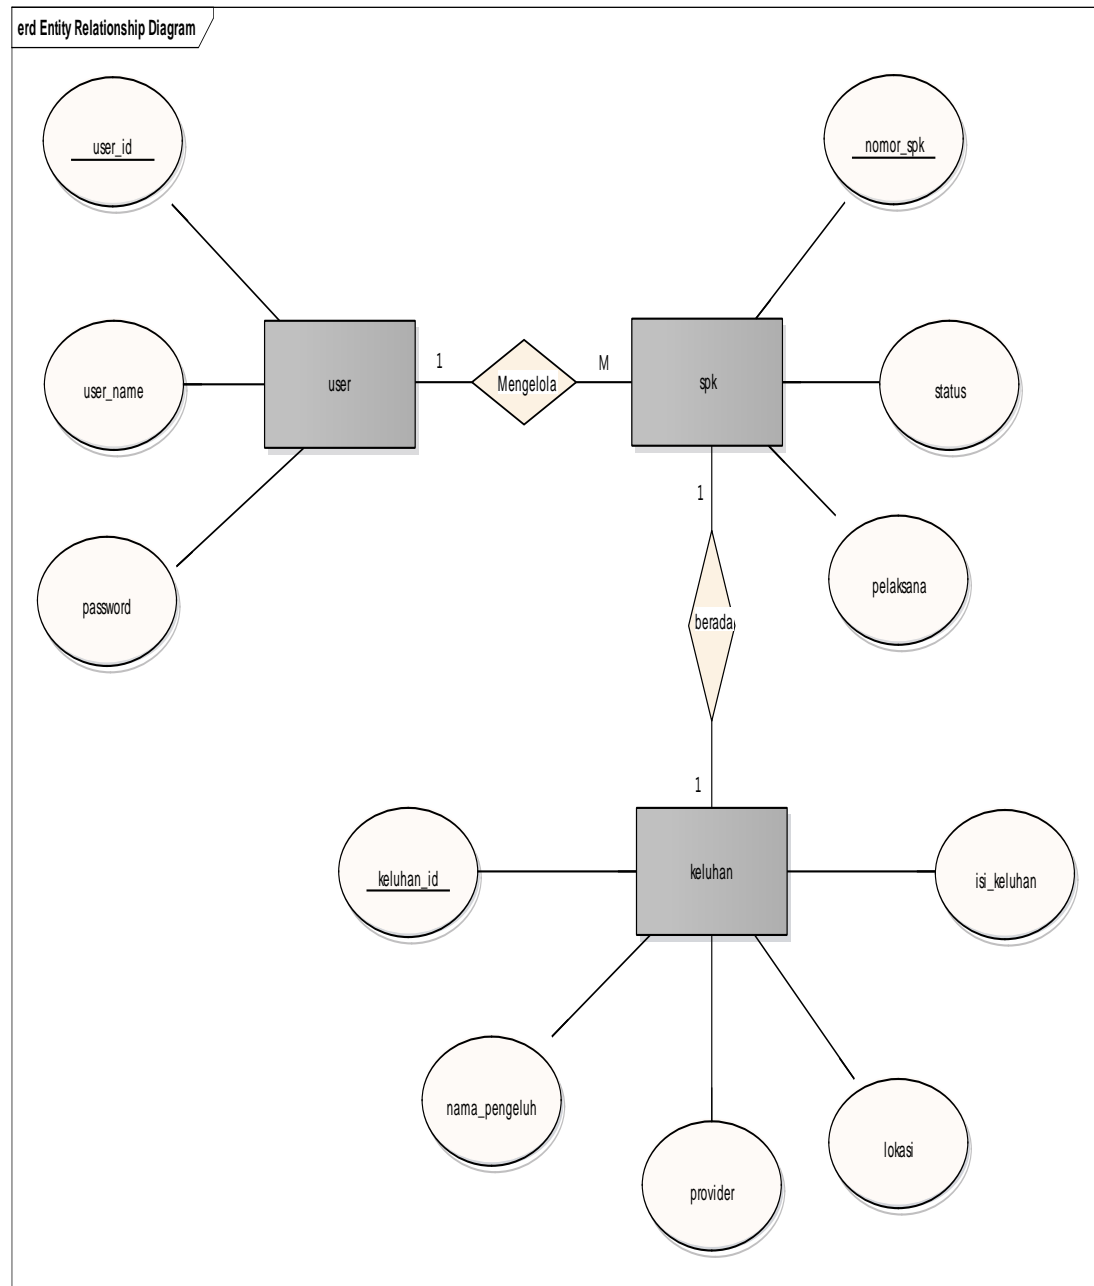 erd Entity Relationship Diagram
user_id
nomor_spk
user_name
user
1
Mengelola
M
spk
status
1
password
pelaksana
berada
1
keluhan_id
keluhan
isi_keluhan
nama_pengeluh
provider
lokasi